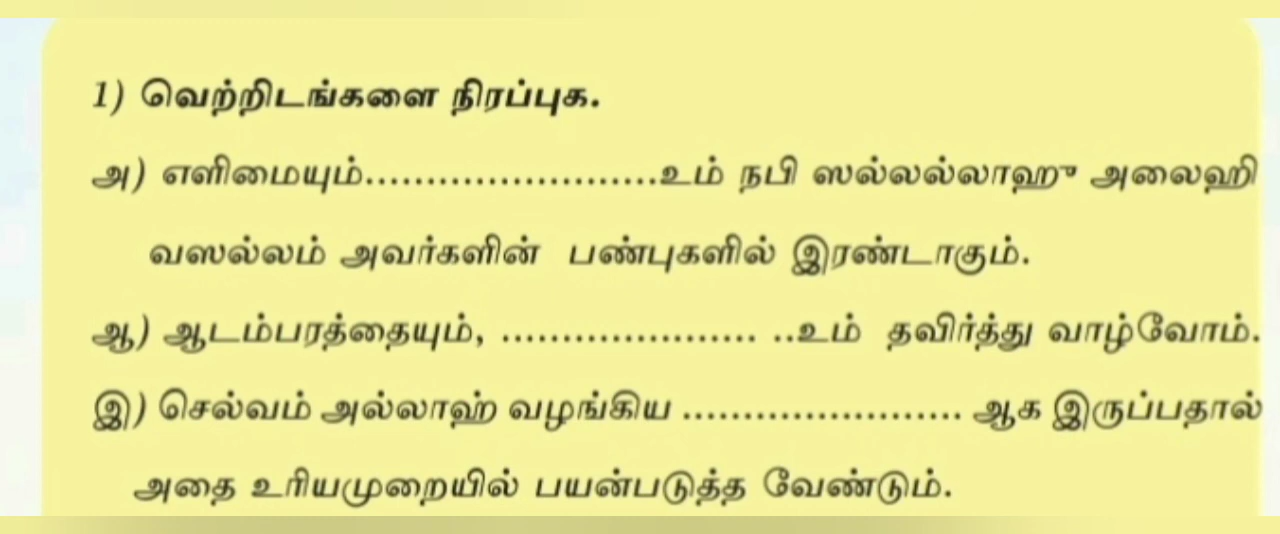 1) வெற்றிடங்களை நிரப்புக.
அ) எளிமையும்........................உம் நபி ஸல்லல்லாஹு அலைஹி
வஸல்லம் அவர்களின் பண்புகளில் இரண்டாகும்.
ஆ) ஆடம்பரத்தையும், ..................... ..உம் தவிர்த்து வாழ்வோம்.
இ) செல்வம் அல்லாஹ் வழங்கிய ....................... ஆக இருப்பதால்
அதை உரியமுறையில் பயன்படுத்த வேண்டும்.